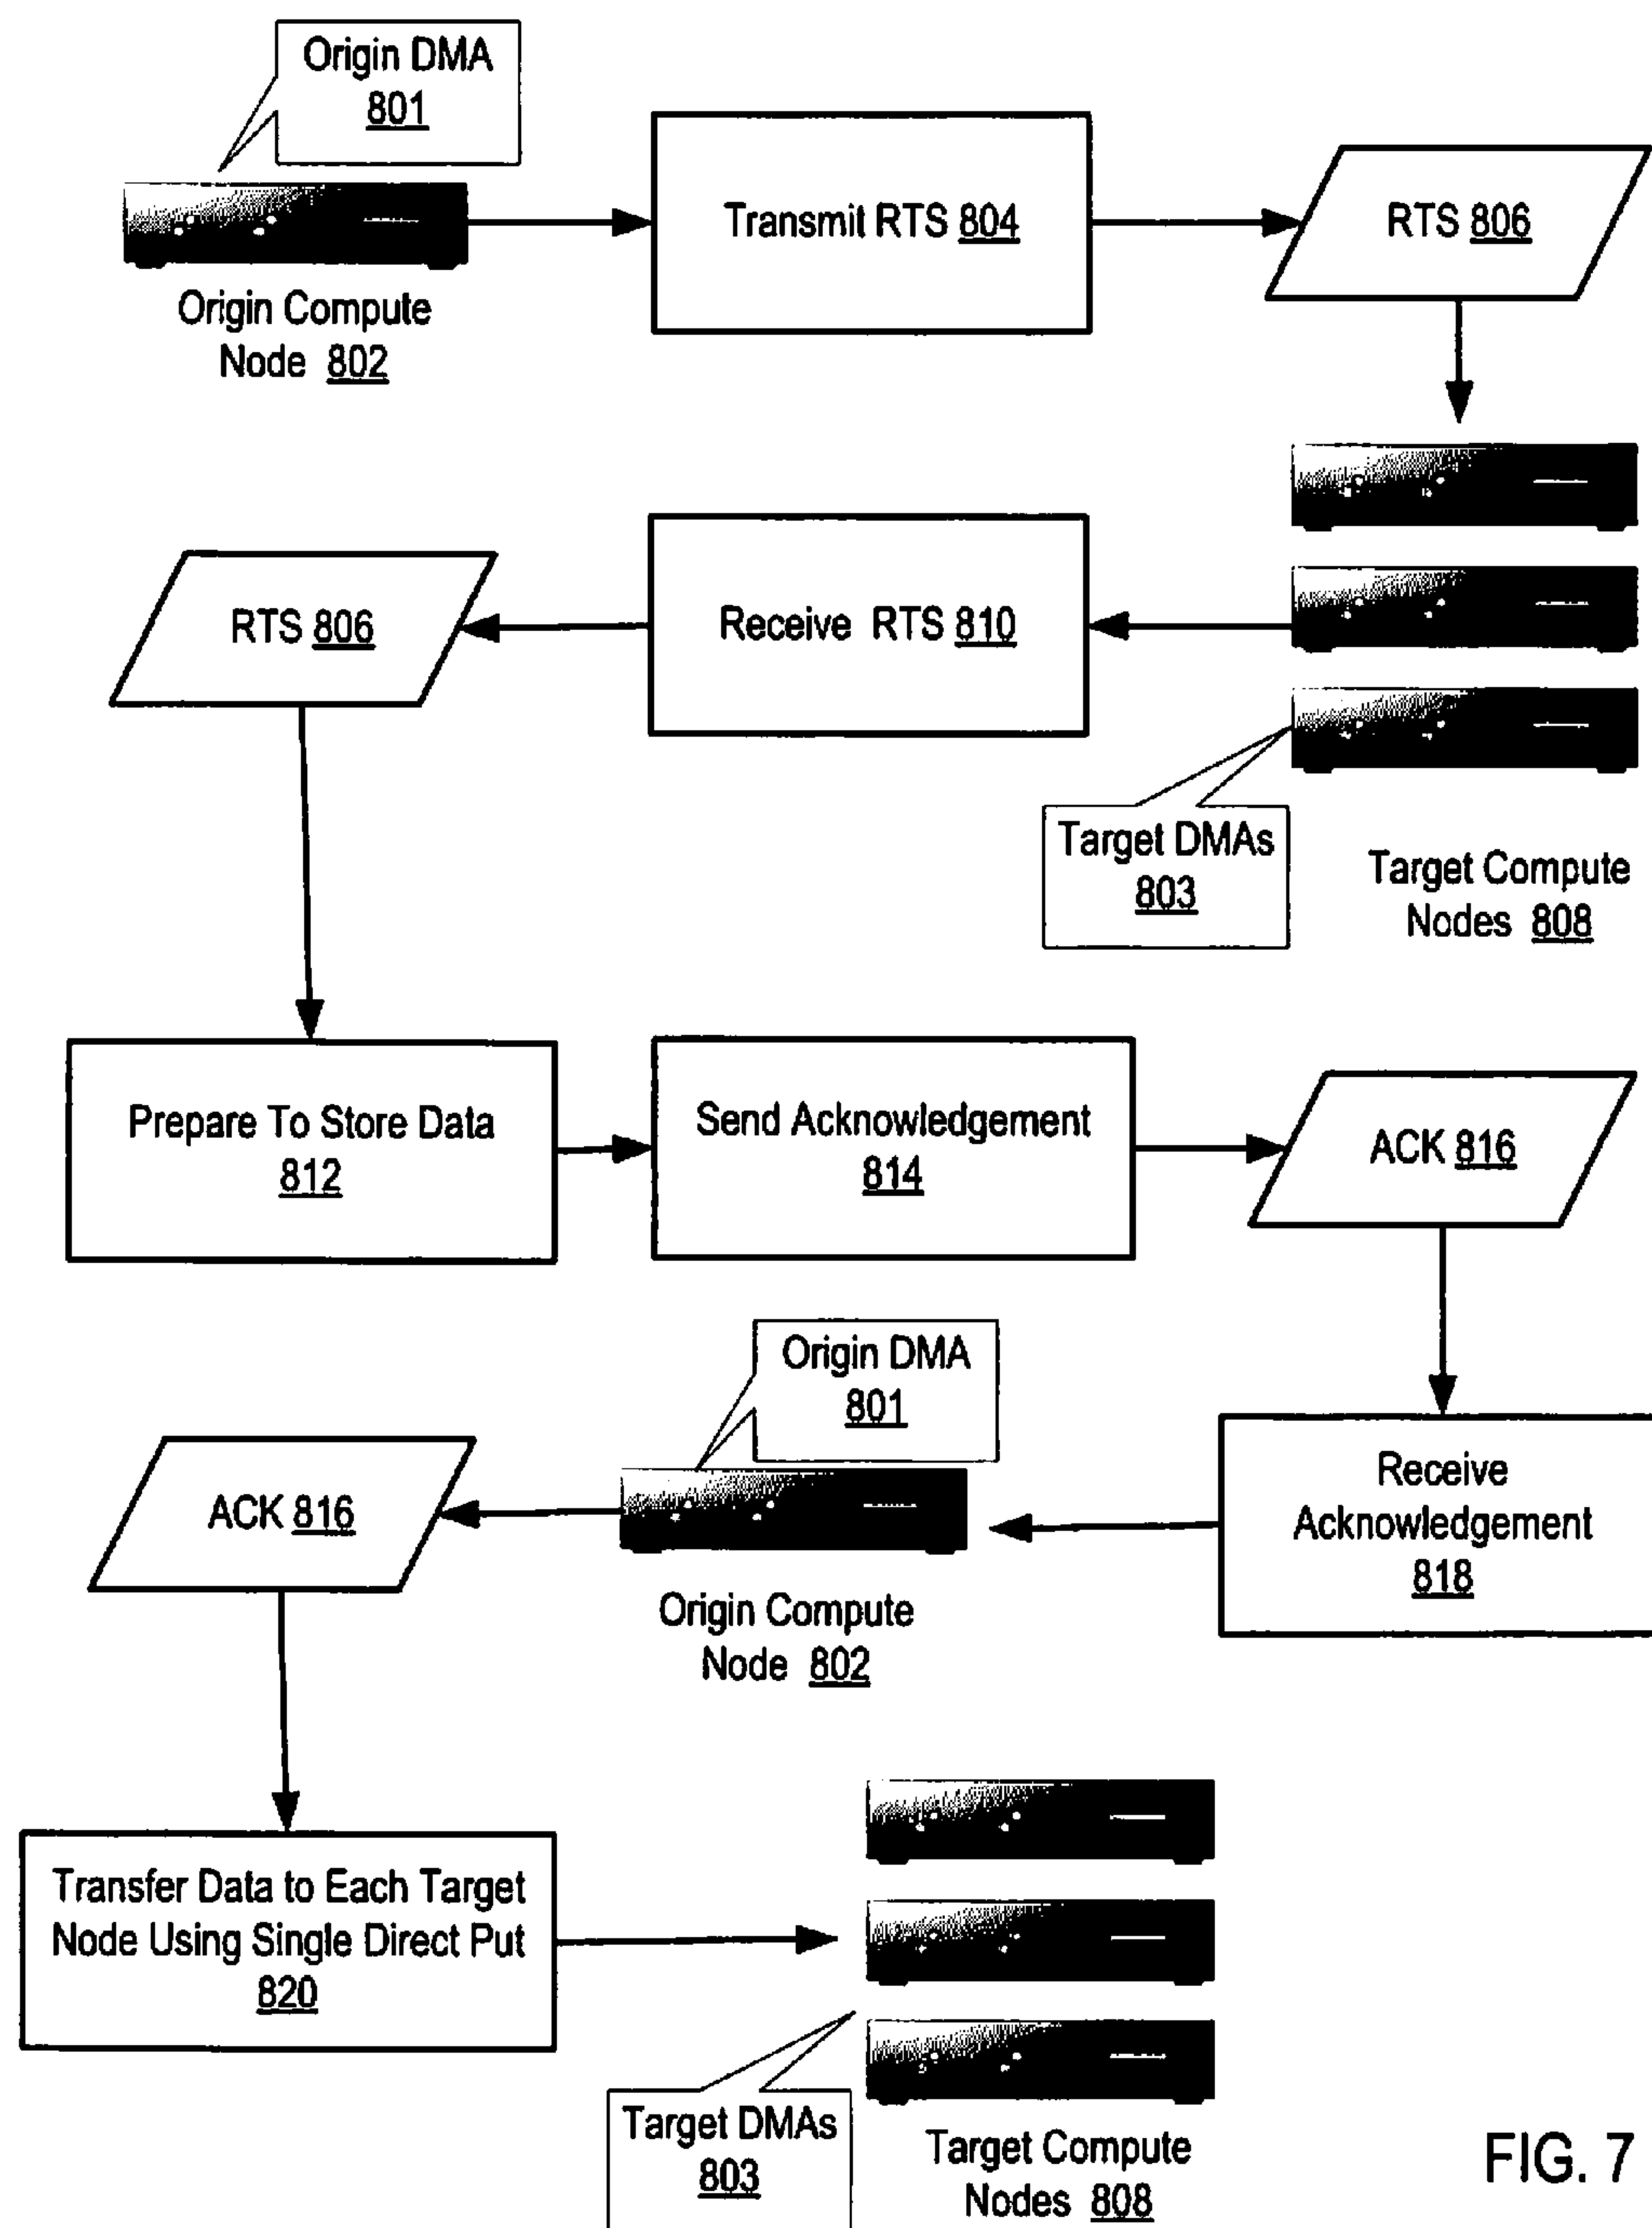 Origin DMA
801
Transmit RTS 804
RTS 806
Origin Compute
Node 802
RTS 806
Receive RTS 810
Target DMAs
803
Target Compute
Nodes 808
Prepare To Store Data
812
Send Acknowledgement
814
ACK 816
Origin DMA
801
ACK 816
Receive
Acknowledgement
818
Origin Compute
Node 802
Transfer Data to Each Target
Node Using Single Direct Put
820
Target DMAs
803
Target Compute
Nodes 808
FIG. 7